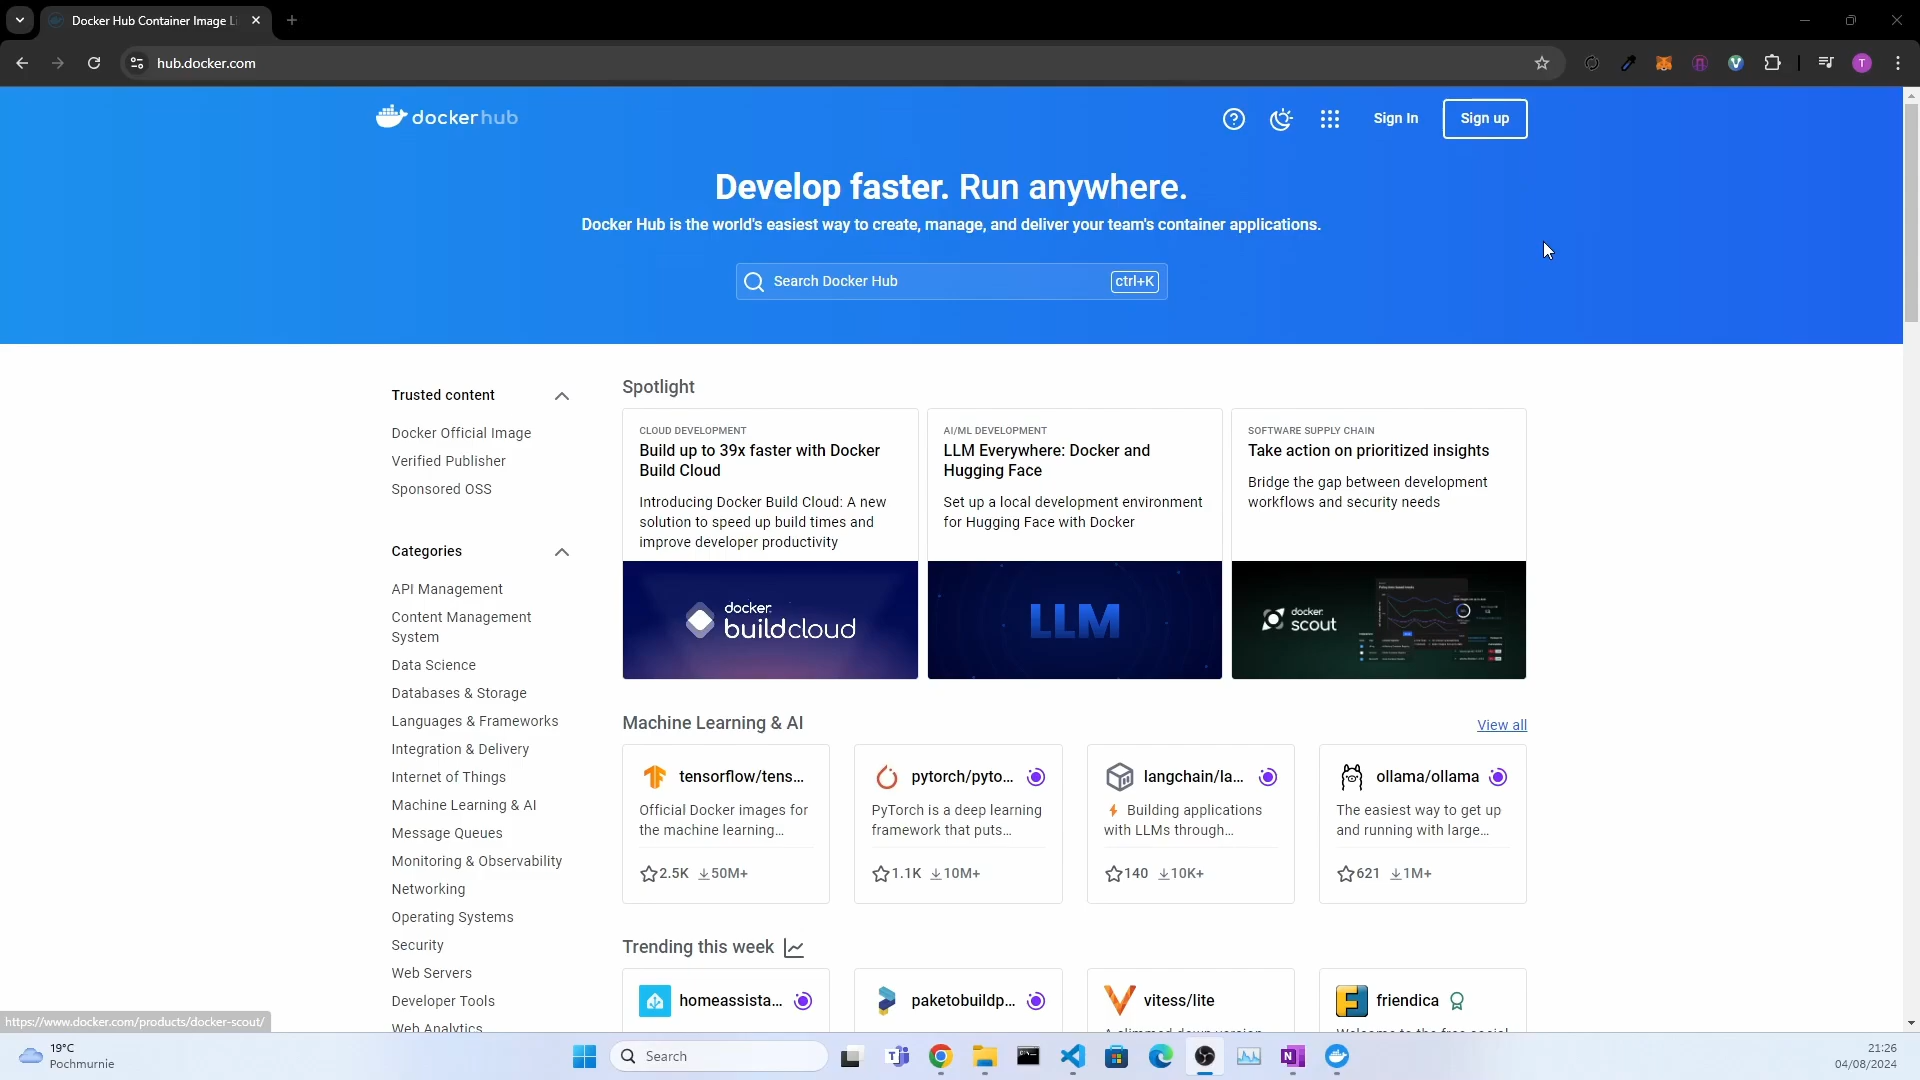 Docker Hub Container Image Li
hub.docker.com
T
docker hub
Sign In
Sign up
Develop faster. Run anywhere.
Docker Hub is the world's easiest way to create, manage, and deliver your team's container applications.
Search Docker Hub
ctrl+K
Trusted content
Docker Official Image
Verified Publisher
Sponsored OSS
Categories
API Management
Content Management
System
Data Science
Databases & Storage
Languages & Frameworks
Integration & Delivery
Internet of Things
Machine Learning & AI
Message Queues
Monitoring & Observability
Networking
Operating Systems
Security
Web Servers
Developer Tools
Web Analytics
Spotlight
CLOUD DEVELOPMENT
Build up to 39x faster with Docker
Build Cloud
Introducing Docker Build Cloud: A new
solution to speed up build times and
improve developer productivity
docker.
buildcloud
AI/ML DEVELOPMENT
LLM Everywhere: Docker and
Hugging Face
Set up a local development environment
for Hugging Face with Docker
LLM
SOFTWARE SUPPLY CHAIN
Take action on prioritized insights
Bridge the gap between development
workflows and security needs
docker.
scout
Machine Learning & AI
View all
tensorflow/tens...
Official Docker images for
the machine learning...
2.5K 50M+
pytorch/pyto...
PyTorch is a deep learning
framework that puts...
1.1K 10M+
langchain/la...
⚡ Building applications
with LLMs through...
140 10K+
ollama/ollama
The easiest way to get up
and running with large...
621 1M+
Trending this week
homeassista...
paketobuildp...
vitess/lite
A slimmed down version
friendica
Welcome to the free social
https://www.docker.com/products/docker-scout/
19°C
Pochmurnie
Search
21:26
04/08/2024